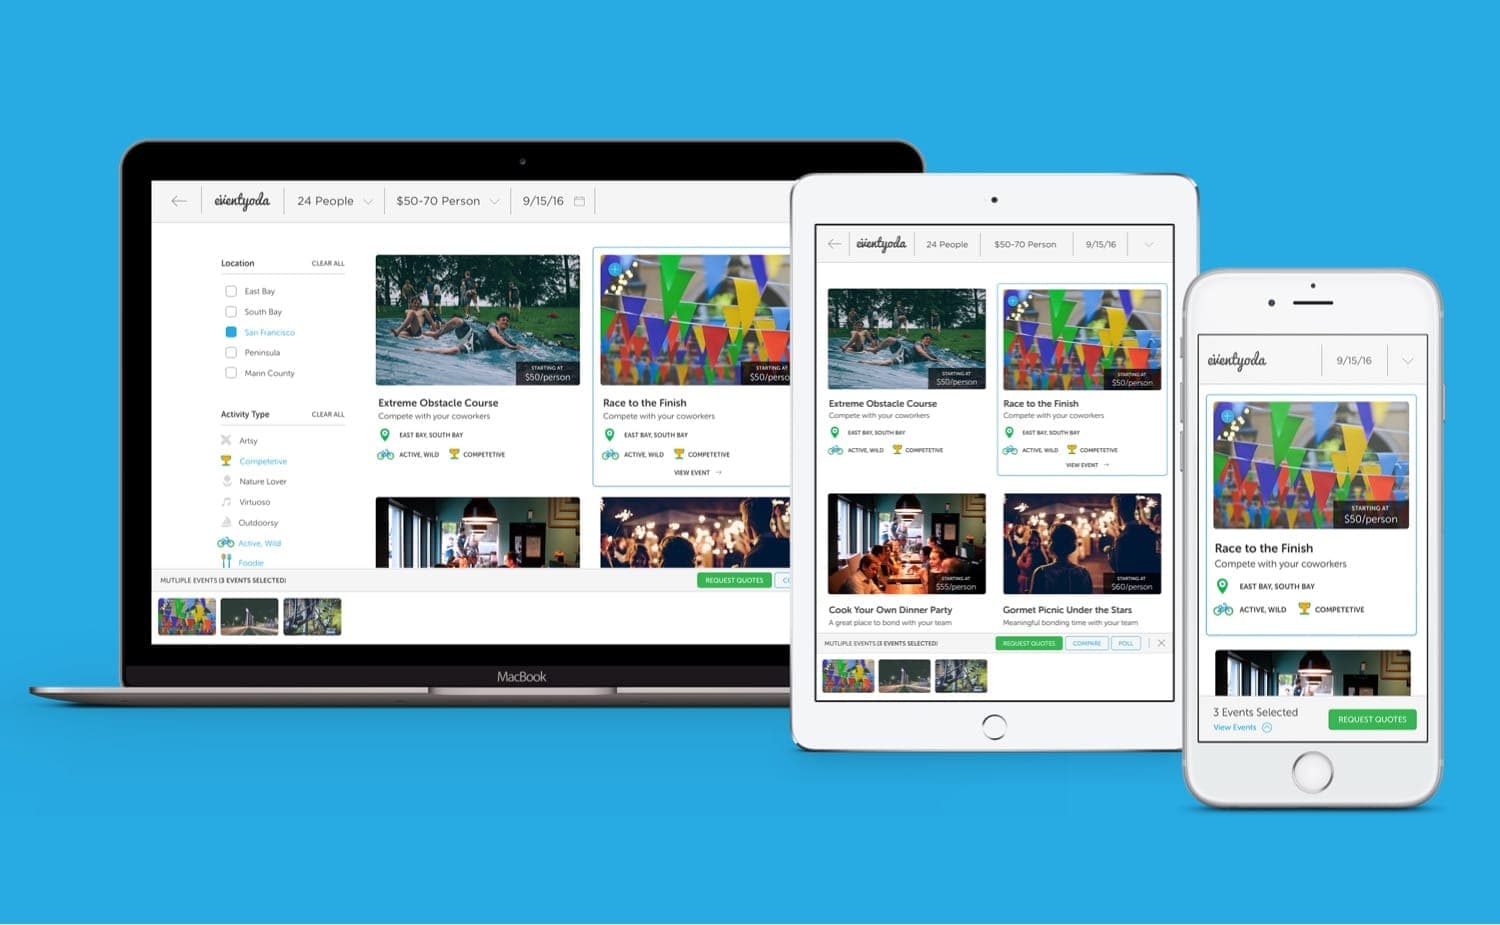 eventyoda
24 People
$50-70 Person
9/15/16
Location
CLEAR ALL
East Bay
South Bay
San Francisco
Peninsula
Marin County
Activity Type
CLEAR ALL
Artsy
Competetive
Nature Lover
Virtuoso
Outdoorsy
Active, Wild
Foodie
STARTING AT
$50/person
Extreme Obstacle Course
Compete with your coworkers
EAST BAY, SOUTH BAY
ACTIVE, WILD
COMPETETIVE
STARTING AT
$50/perso
Race to the Finish
Compete with your coworkers
EAST BAY, SOUTH BAY
ACTIVE, WILD
COMPETETIVE
VIEW EVENT
MUTUPLE EVENTS (3 EVENTS SELECTED)
REQUEST QUOTES
MacBook
eventyoda
24 People
$50-70 Person
9/15/16
STARTING AT
$50/person
Extreme Obstacle Course
Compete with your coworkers
EAST BAY, SOUTH BAY
ACTIVE, WILD
COMPETETIVE
STARTING AT
$50/person
Race to the Finish
Compete with your coworkers
EAST BAY, SOUTH BAY
ACTIVE, WILD
COMPETETIVE
VIEW EVENT
STARTING AT
$55/person
Cook Your Own Dinner Party
A great place to bond with your team
STARTING AT
$60/person
Gormet Picnic Under the Stars
Meaningful bonding time with your team
MUTUPLE EVENTS (3 EVENTS SELECTED)
REQUEST QUOTES
COMPARE
POLL
eventyoda
9/15/16
STARTING AT
$50/person
Race to the Finish
Compete with your coworkers
EAST BAY, SOUTH BAY
ACTIVE, WILD
COMPETETIVE
3 Events Selected
View Events
REQUEST QUOTES